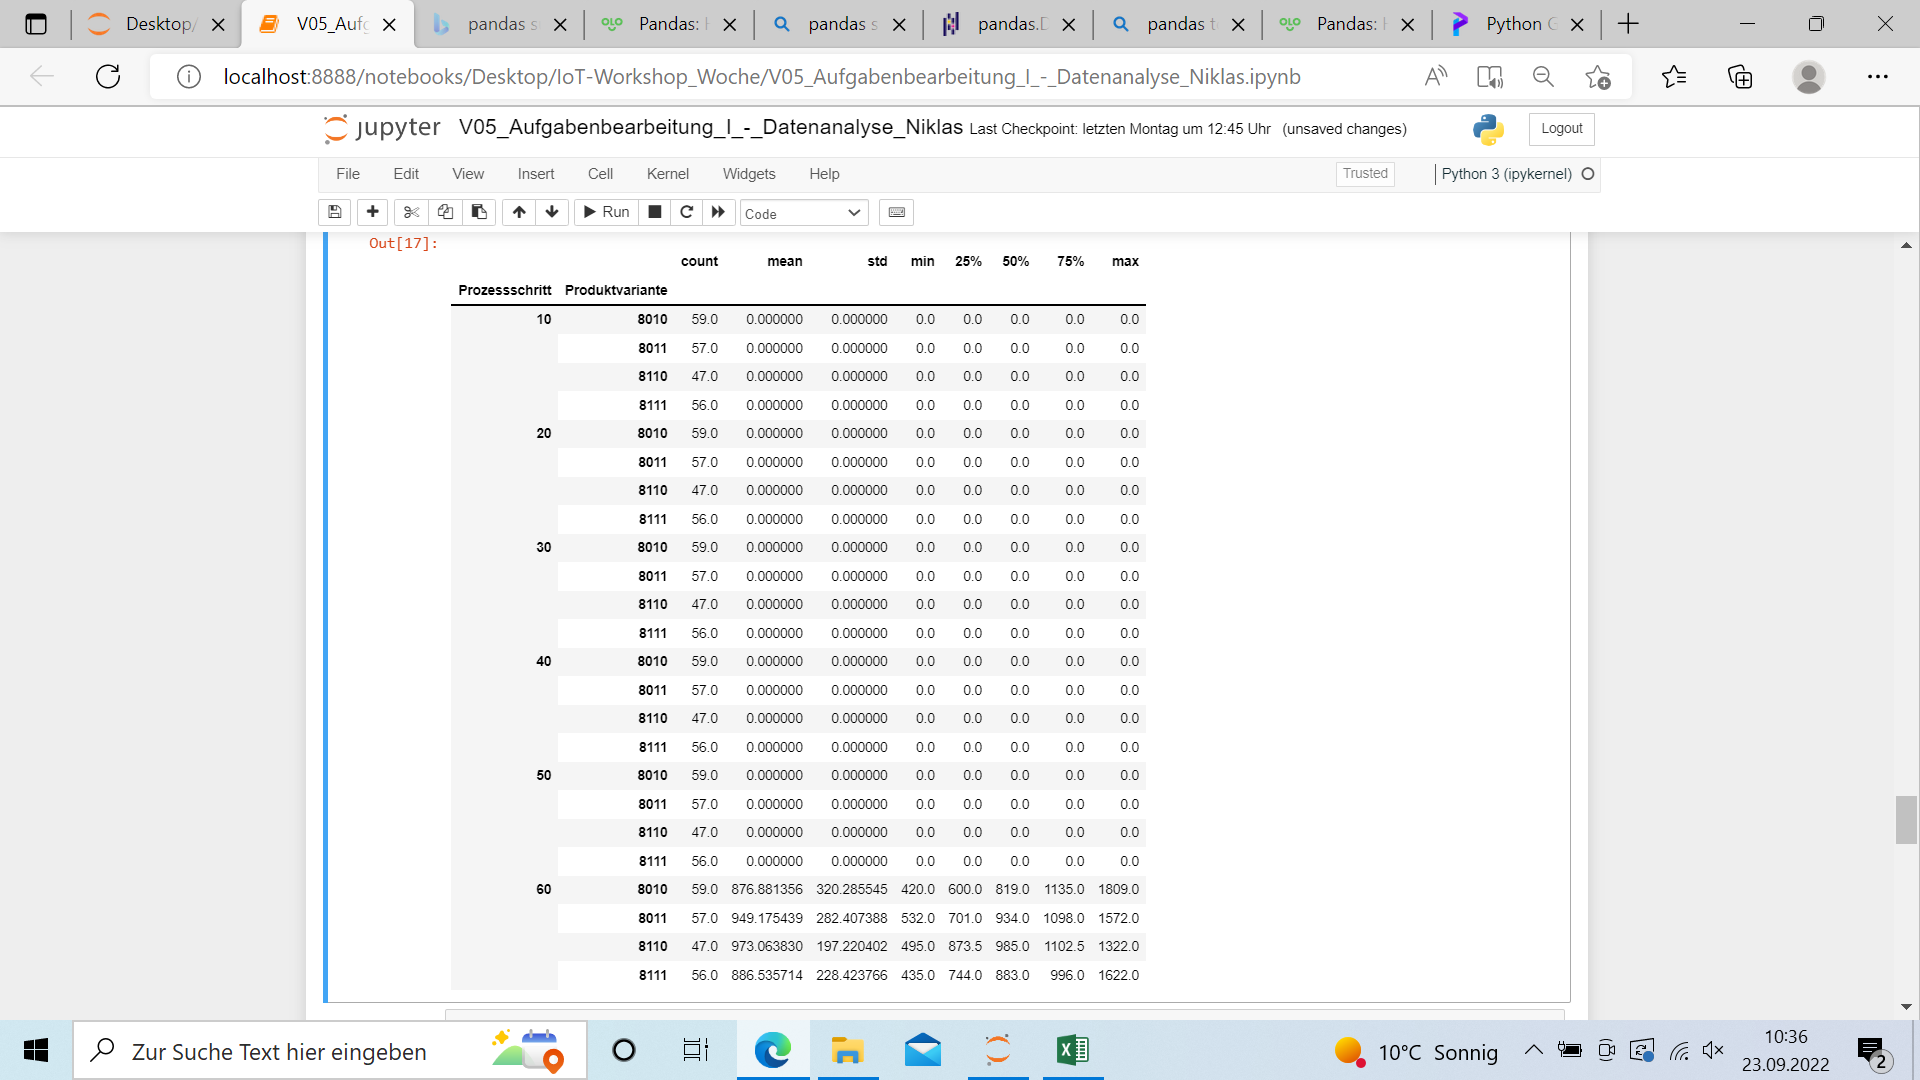 Desktop/
V05_Aufg
pandas s
Pandas: H
pandas s
pandas.D
pandas t
Pandas: H
Python G
localhost:8888/notebooks/Desktop/IoT-Workshop_Woche/V05_Aufgabenbearbeitung_I_-_Datenanalyse_Niklas.ipynb
jupyter V05_Aufgabenbearbeitung_I_-_Datenanalyse_Niklas Last Checkpoint: letzten Montag um 12:45 Uhr (unsaved changes)
Logout
File Edit View Insert Cell Kernel Widgets Help Trusted Python 3 (ipykernel)
Run Code
Out[17]:
count mean std min 25% 50% 75% max
Prozessschritt Produktvariante
10 8010 59.0 0.000000 0.000000 0.0 0.0 0.0 0.0 0.0
8011 57.0 0.000000 0.000000 0.0 0.0 0.0 0.0 0.0
8110 47.0 0.000000 0.000000 0.0 0.0 0.0 0.0 0.0
8111 56.0 0.000000 0.000000 0.0 0.0 0.0 0.0 0.0
20 8010 59.0 0.000000 0.000000 0.0 0.0 0.0 0.0 0.0
8011 57.0 0.000000 0.000000 0.0 0.0 0.0 0.0 0.0
8110 47.0 0.000000 0.000000 0.0 0.0 0.0 0.0 0.0
8111 56.0 0.000000 0.000000 0.0 0.0 0.0 0.0 0.0
30 8010 59.0 0.000000 0.000000 0.0 0.0 0.0 0.0 0.0
8011 57.0 0.000000 0.000000 0.0 0.0 0.0 0.0 0.0
8110 47.0 0.000000 0.000000 0.0 0.0 0.0 0.0 0.0
8111 56.0 0.000000 0.000000 0.0 0.0 0.0 0.0 0.0
40 8010 59.0 0.000000 0.000000 0.0 0.0 0.0 0.0 0.0
8011 57.0 0.000000 0.000000 0.0 0.0 0.0 0.0 0.0
8110 47.0 0.000000 0.000000 0.0 0.0 0.0 0.0 0.0
8111 56.0 0.000000 0.000000 0.0 0.0 0.0 0.0 0.0
50 8010 59.0 0.000000 0.000000 0.0 0.0 0.0 0.0 0.0
8011 57.0 0.000000 0.000000 0.0 0.0 0.0 0.0 0.0
8110 47.0 0.000000 0.000000 0.0 0.0 0.0 0.0 0.0
8111 56.0 0.000000 0.000000 0.0 0.0 0.0 0.0 0.0
60 8010 59.0 876.881356 320.285545 420.0 600.0 819.0 1135.0 1809.0
8011 57.0 949.175439 282.407388 532.0 701.0 934.0 1098.0 1572.0
8110 47.0 973.063830 197.220402 495.0 873.5 985.0 1102.5 1322.0
8111 56.0 886.535714 228.423766 435.0 744.0 883.0 996.0 1622.0
Zur Suche Text hier eingeben
10°C Sonnig
10:36
23.09.2022
2